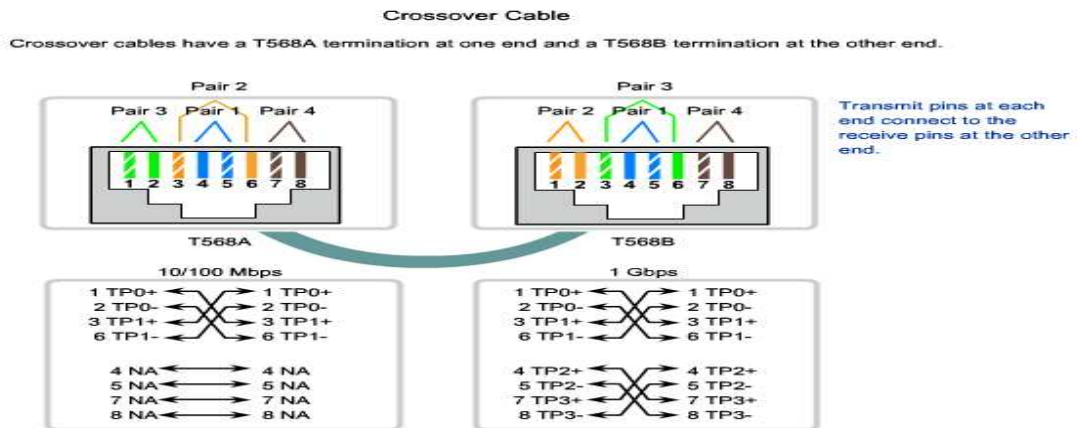 Crossover Cable
Crossover cables have a T568A termination at one end and a T568B termination at the other end.
Pair 2
Pair 3 Pair 1 Pair 4
1 2 3 4 5 6 7 8
T568A
Pair 3
Pair 2 Pair 1 Pair 4
1 2 3 4 5 6 7 8
T568B
Transmit pins at each
end connect to the
receive pins at the other
end.
10/100 Mbps
1 TP0+ 1 TP0+
2 TP0- 2 TP0-
3 TP1+ 3 TP1+
6 TP1- 6 TP1-
4 NA 4 NA
5 NA 5 NA
7 NA 7 NA
8 NA 8 NA
1 Gbps
1 TP0+ 1 TP0+
2 TP0- 2 TP0-
3 TP1+ 3 TP1+
6 TP1- 6 TP1-
4 TP2+ 4 TP2+
5 TP2- 5 TP2-
7 TP3+ 7 TP3+
8 TP3- 8 TP3-